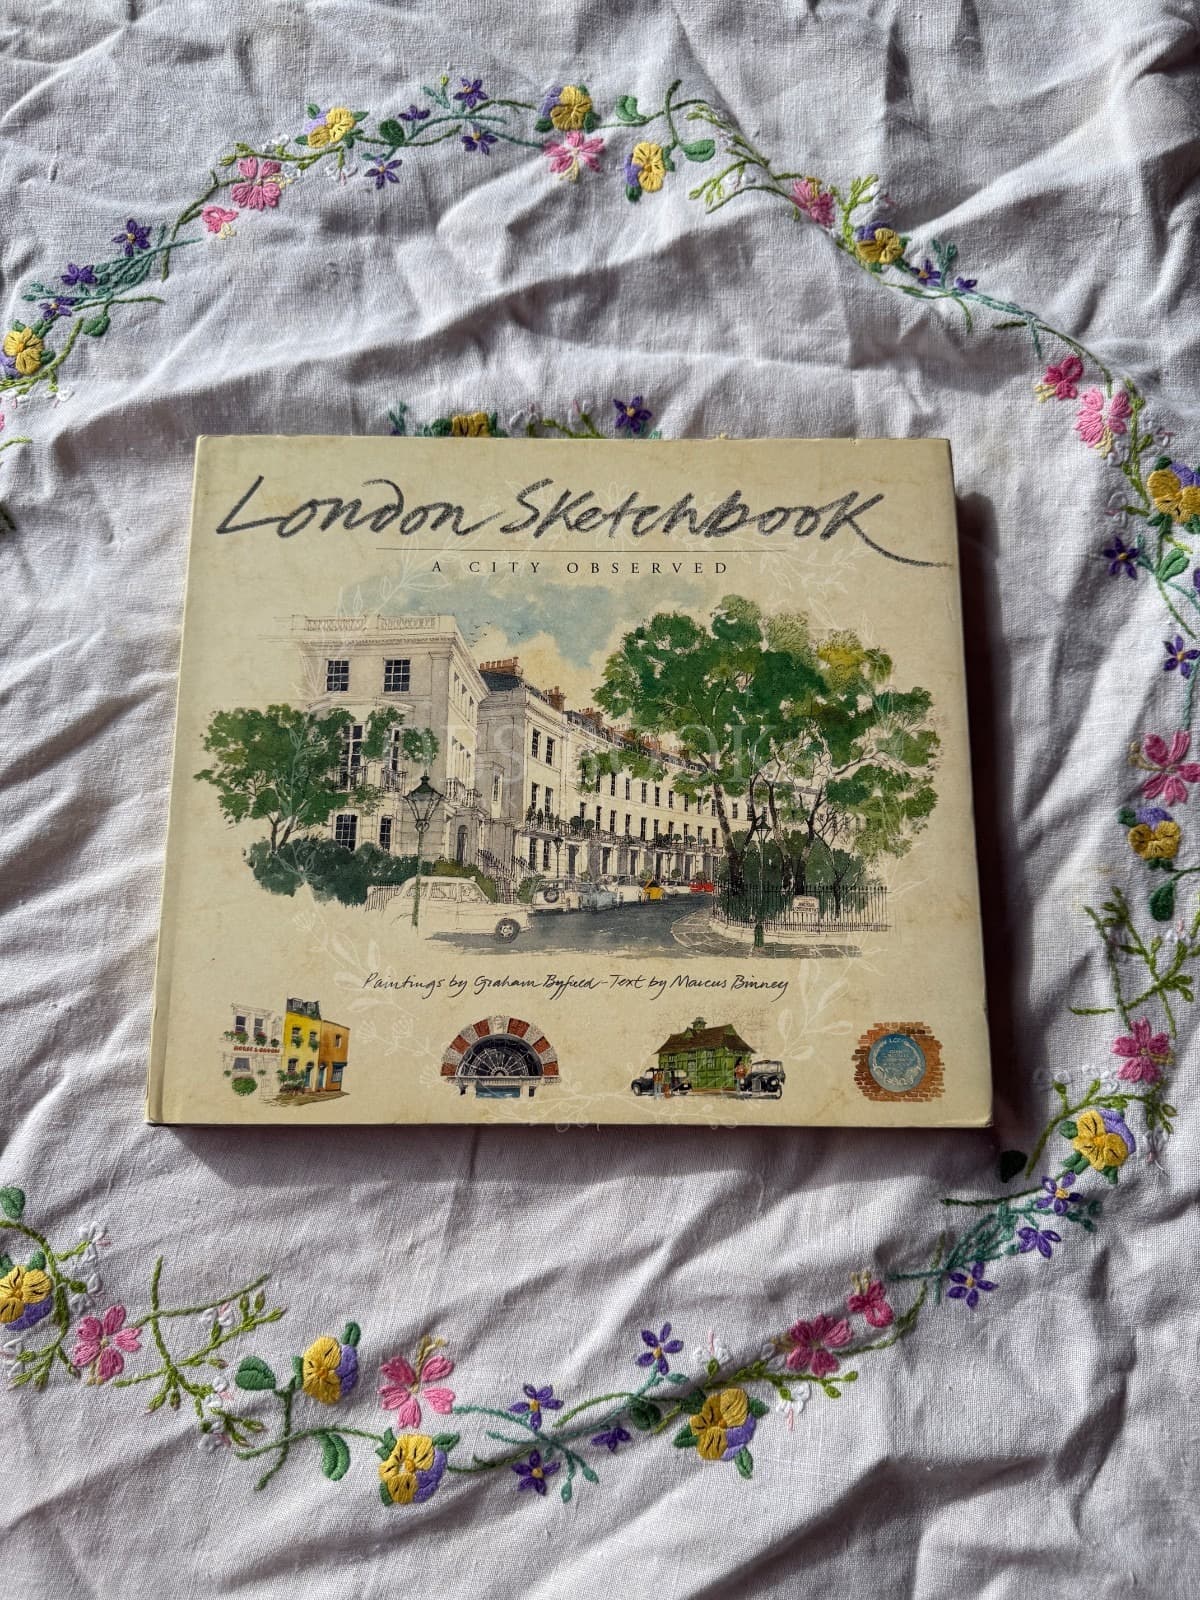 London Sketchbook
A CITY OBSERVED
Paintings by Graham Byfield - Text by Marcus Binney